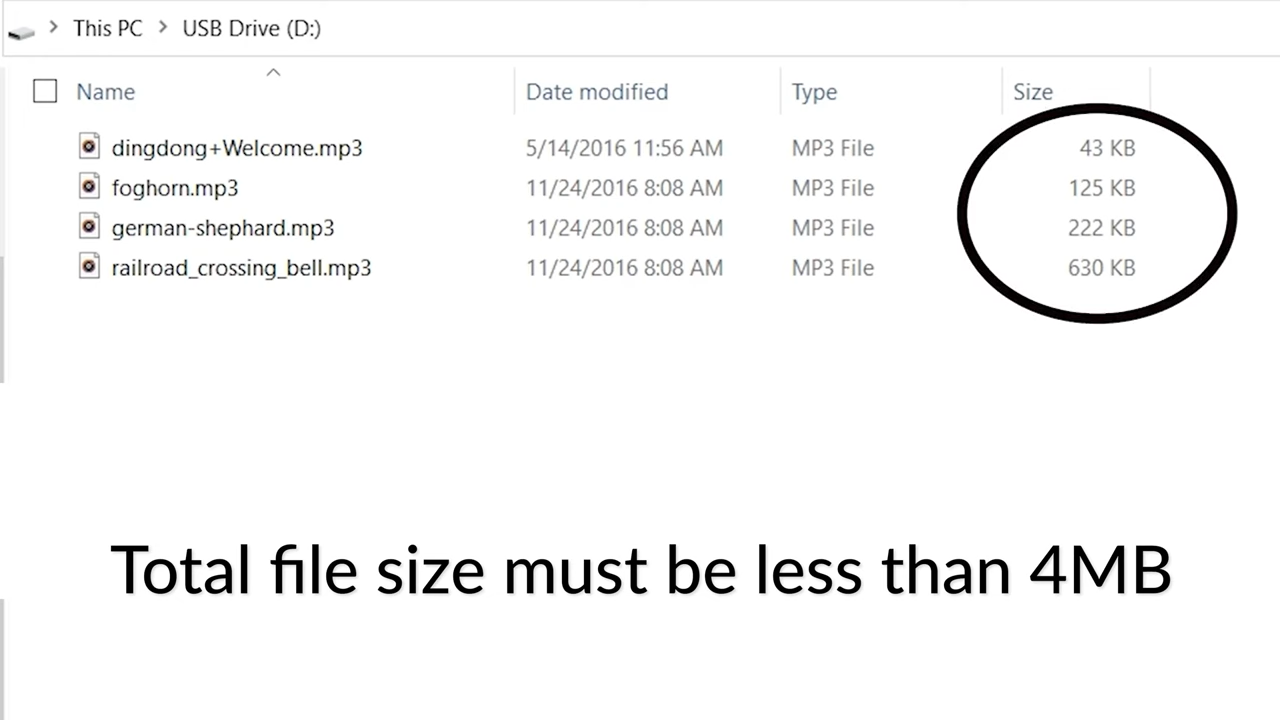 This PC > USB Drive (D:)
Name Date modified Type Size
dingdong+Welcome.mp3 5/14/2016 11:56 AM MP3 File 43 KB
foghorn.mp3 11/24/2016 8:08 AM MP3 File 125 KB
german-shephard.mp3 11/24/2016 8:08 AM MP3 File 222 KB
railroad_crossing_bell.mp3 11/24/2016 8:08 AM MP3 File 630 KB
Total file size must be less than 4MB